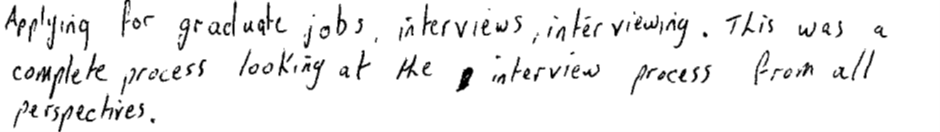 Applying for graduate jobs, interviews, interviewing. This was a
complete process looking at the interview process from all
perspectives.